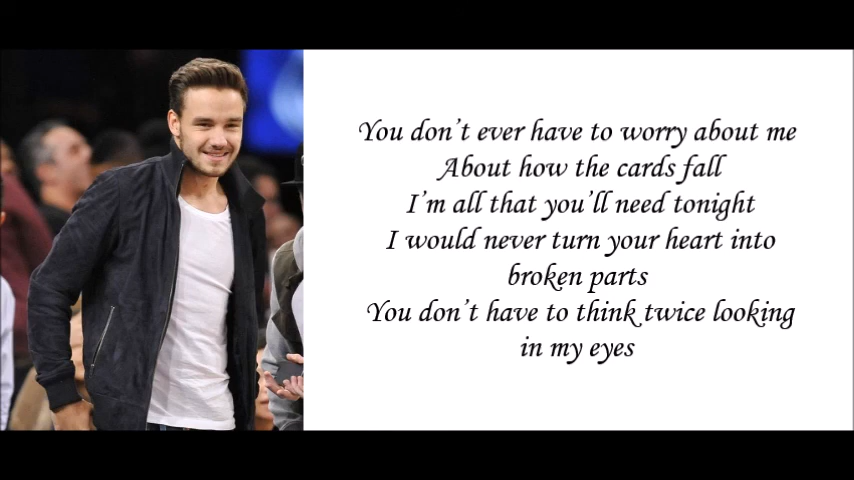 You don't ever have to worry about me
About how the cards fall
I'm all that you'll need tonight
I would never turn your heart into
broken parts
You don't have to think twice looking
in my eyes